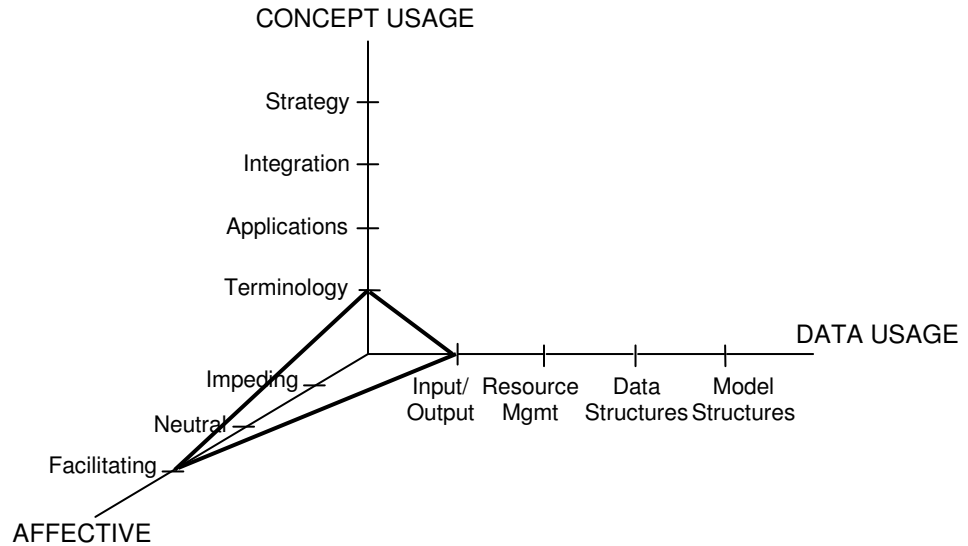 CONCEPT USAGE
Strategy
Integration
Applications
Terminology
DATA USAGE
Impeding
Input/
Output
Resource
Mgmt
Data
Structures
Model
Structures
Neutral
Facilitating
AFFECTIVE